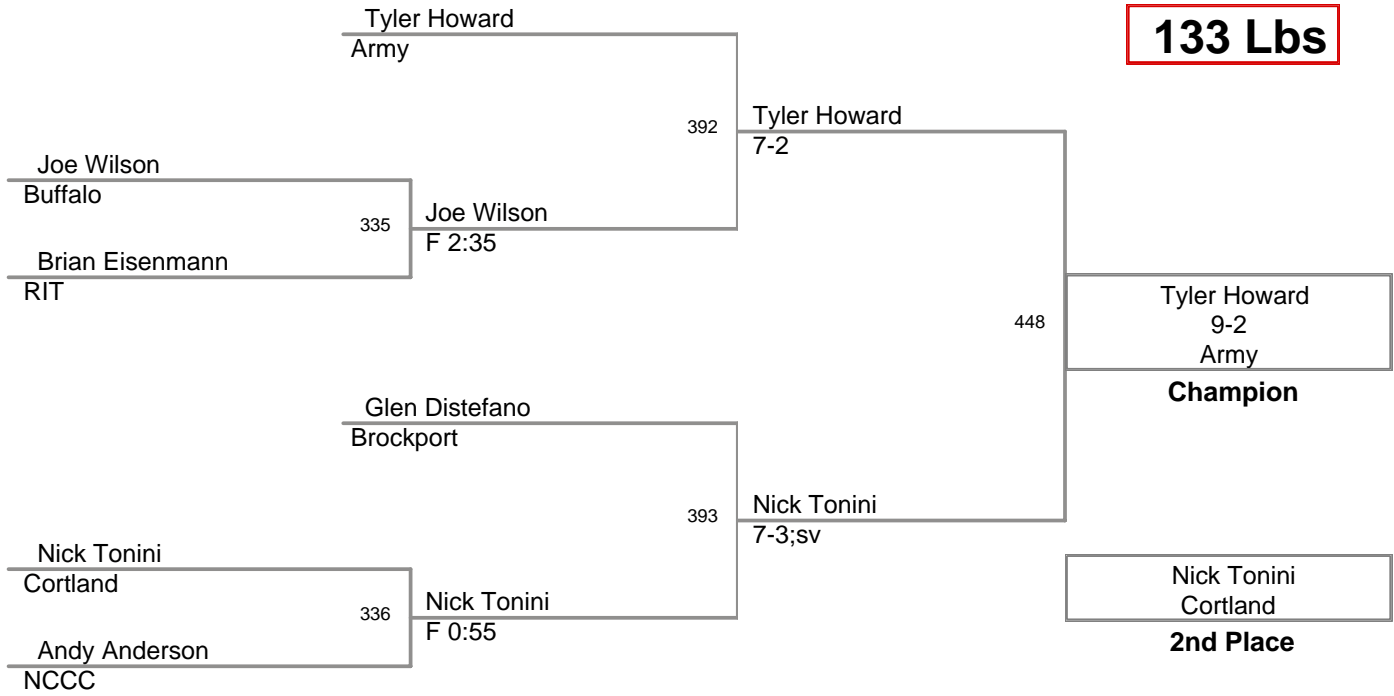 Tyler Howard
Army
133 Lbs
392
Tyler Howard
7-2
Joe Wilson
Buffalo
335
Joe Wilson
F 2:35
Brian Eisenmann
RIT
448
Tyler Howard
9-2
Army
Champion
Glen Distefano
Brockport
393
Nick Tonini
7-3;sv
Nick Tonini
Cortland
336
Nick Tonini
F 0:55
Andy Anderson
NCCC
Nick Tonini
Cortland
2nd Place